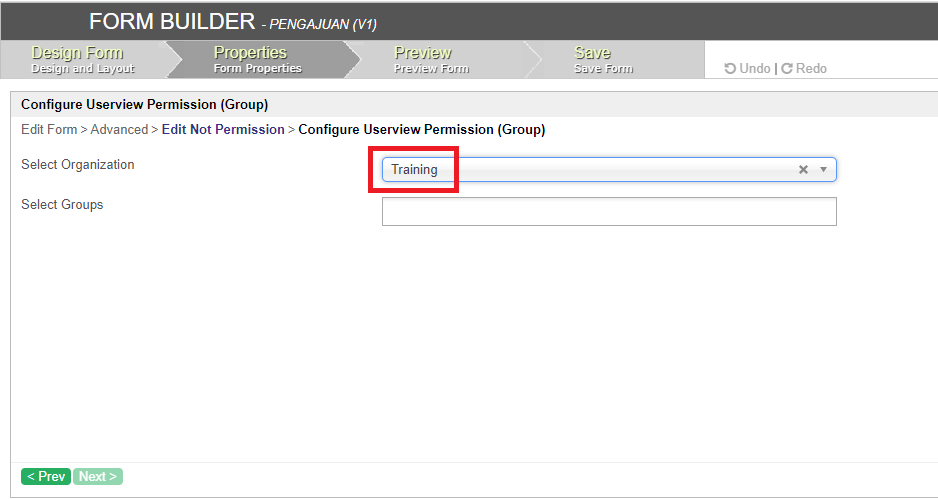 FORM BUILDER - PENGAJUAN (V1)
Design Form
Design and Layout
Properties
Form Properties
Preview
Preview Form
Save
Save Form
Undo | Redo
Configure Userview Permission (Group)
Edit Form > Advanced > Edit Not Permission > Configure Userview Permission (Group)
Select Organization
Training
Select Groups
< Prev Next >